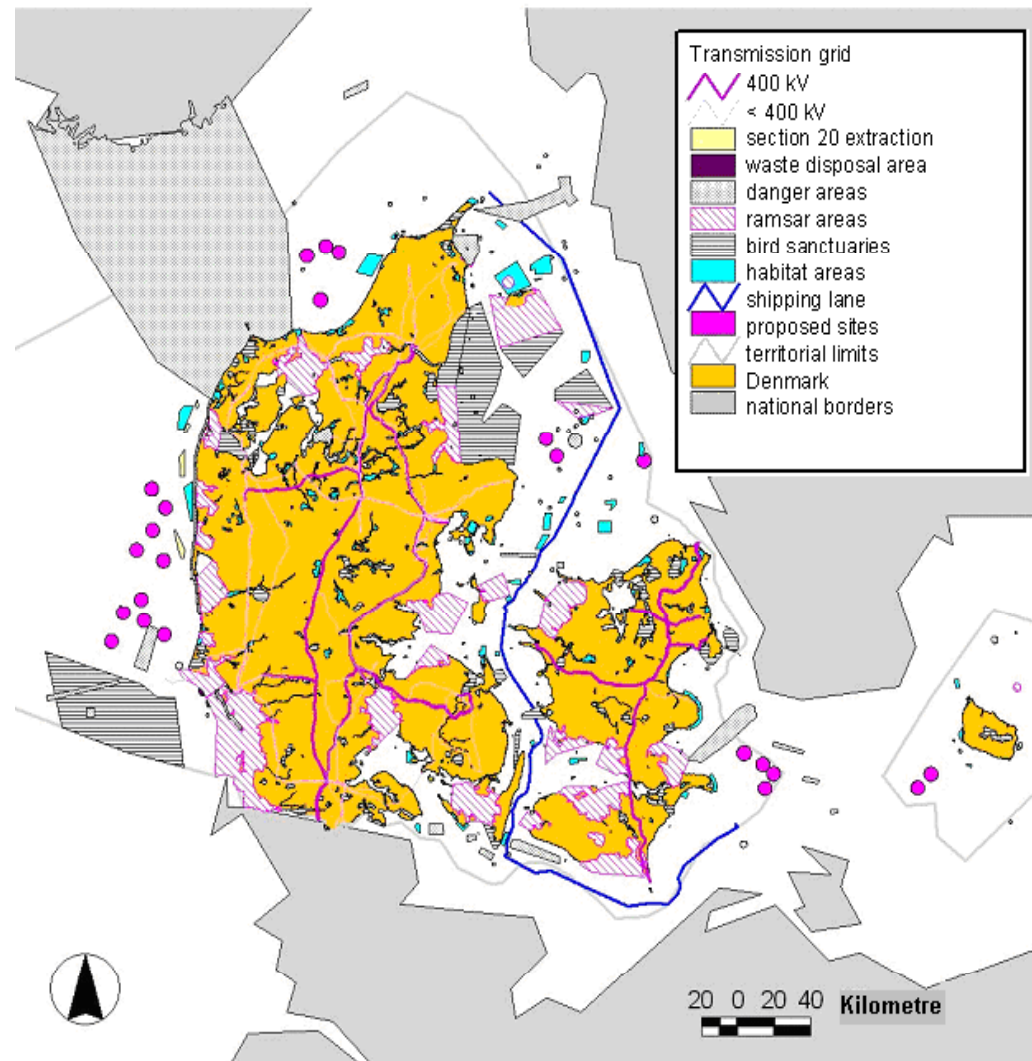 Transmission grid
400 kV
< 400 kV
section 20 extraction
waste disposal area
danger areas
ramsar areas
bird sanctuaries
habitat areas
shipping lane
proposed sites
territorial limits
Denmark
national borders
20 0 20 40 Kilometre